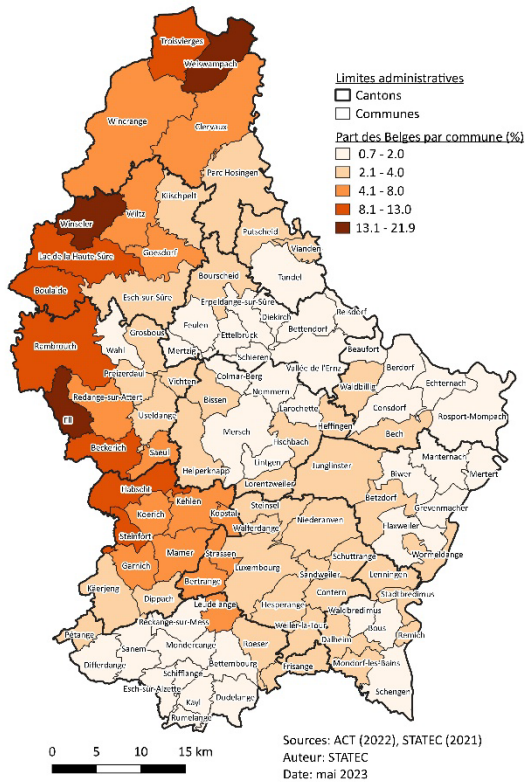 Troisvierges
Weiswampach
Limites administratives
Cantons
Communes
Part des Belges par commune (%)
0.7 - 2.0
2.1 - 4.0
4.1 - 8.0
8.1 - 13.0
13.1 - 21.9
Wincrange
Clervaux
Parc Hosingen
Kiischpelt
Wiltz
Winseler
Putscheid
Vianden
Goesdorf
Lac de la Haute-Sûre
Bourscheid
Tandel
Boulaide
Esch-sur-Sûre
Erpeldange-sur-Sûre
Diekirch
Reisdorf
Feulen
Ettelbruck
Bettendorf
Grosbous
Rambrouch
Wahl
Mertzig
Schieren
Beaufort
Vallée de l'Ernz
Berdorf
Preizerdaul
Colmar-Berg
Vichten
Echternach
Waldbillig
Nommern
Redange-sur-Attert
Bissen
Consdorf
Larochette
Rosport-Mompach
Useldange
Ell
Heffingen
Mersch
Bech
Fischbach
Beckerich
Saeul
Lintgen
Manternach
Helperknapp
Junglinster
Biwer
Mertert
Lorentzweiler
Habscht
Betzdorf
Kehlen
Grevenmacher
Koerich
Kopstal
Steinsel
Niederanven
Flaxweiler
Walferdange
Steinfort
Wormeldange
Mamer
Strassen
Schuttrange
Garnich
Luxembourg
Sandweiler
Lenningen
Bertrange
Contern
Stadtbredimus
Käerjeng
Dippach
Leudelange
Hesperange
Waldbredimus
Reckange-sur-Mess
Weiler-la-Tour
Bous
Pétange
Roeser
Dalheim
Remich
Mondercange
Sanem
Bettembourg
Mondorf-les-Bains
Differdange
Frisange
Schifflange
Schengen
Esch-sur-Alzette
Dudelange
Kayl
Rumelange
0 5 10 15 km
Sources: ACT (2022), STATEC (2021)
Auteur: STATEC
Date: mai 2023